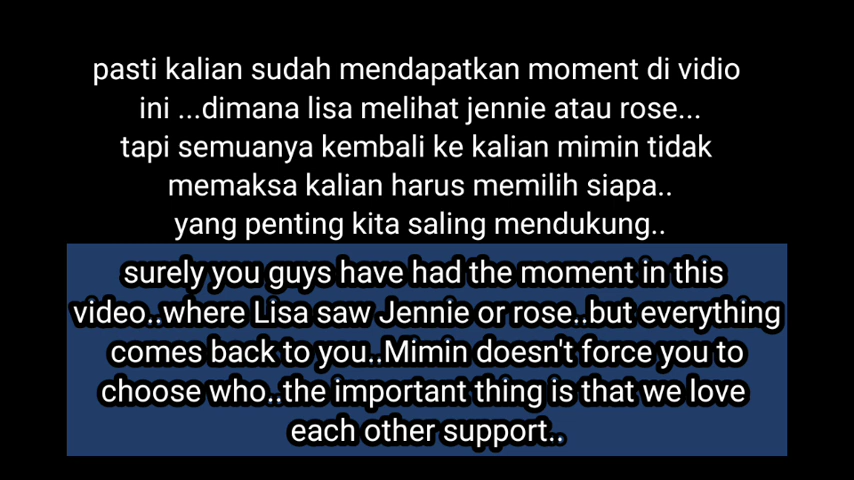 pasti kalian sudah mendapatkan moment di vidio
ini ...dimana lisa melihat jennie atau rose...
tapi semuanya kembali ke kalian mimin tidak
memaksa kalian harus memilih siapa..
yang penting kita saling mendukung..
surely you guys have had the moment in this
video..where Lisa saw Jennie or rose..but everything
comes back to you..Mimin doesn't force you to
choose who..the important thing is that we love
each other support..